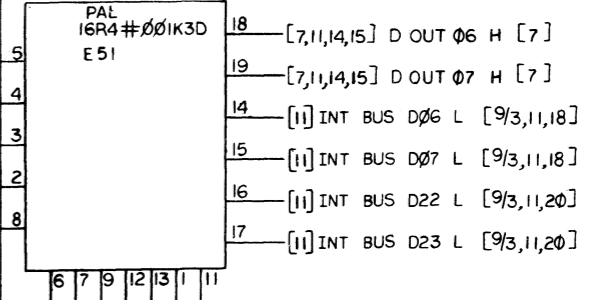 PAL
16R4#ØØ1K3D
E51
18 [7,11,14,15] D OUT Ø6 H [7]
5
19 [7,11,14,15] D OUT Ø7 H [7]
4
14 [11] INT BUS DØ6 L [9/3,11,18]
3
15 [11] INT BUS DØ7 L [9/3,11,18]
2
16 [11] INT BUS D22 L [9/3,11,2Ø]
8
17 [11] INT BUS D23 L [9/3,11,2Ø]
6 7 9 12 13 1 11